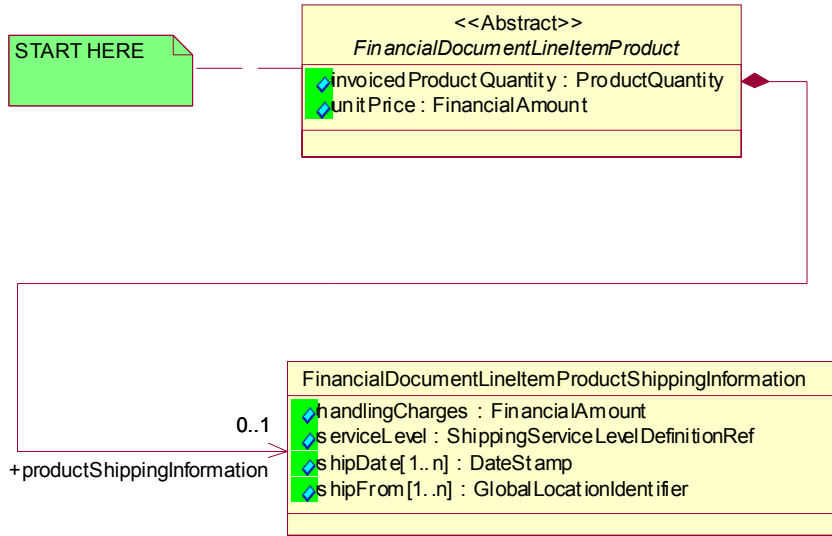 START HERE
<<Abstract>>
FinancialDocumentLineItemProduct
invoicedProductQuantity : ProductQuantity
unitPrice : FinancialAmount
FinancialDocumentLineItemProductShippingInformation
handlingCharges : FinancialAmount
serviceLevel : ShippingServiceLevelDefinitionRef
shipDate[1..n] : DateStamp
shipFrom[1..n] : GlobalLocationIdentifier
0..1
+productShippingInformation